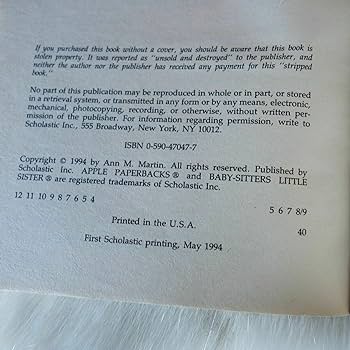 If you purchased this book without a cover, you should be aware that this book is
stolen property. It was reported as "unsold and destroyed" to the publisher, and
neither the author nor the publisher has received any payment for this "stripped
book."
No part of this publication may be reproduced in whole or in part, or stored
in a retrieval system, or transmitted in any form or by any means, electronic,
mechanical, photocopying, recording, or otherwise, without written per-
mission of the publisher. For information regarding permission, write to
Scholastic Inc., 555 Broadway, New York, NY 10012.
ISBN 0-590-47047-7
Copyright © 1994 by Ann M. Martin. All rights reserved. Published by
Scholastic Inc. APPLE PAPERBACKS ® and BABY-SITTERS LITTLE
SISTER ® are registered trademarks of Scholastic Inc.
12 11 10 9 8 7 6 5 4 5 6 7 8/9
Printed in the U.S.A. 40
First Scholastic printing, May 1994